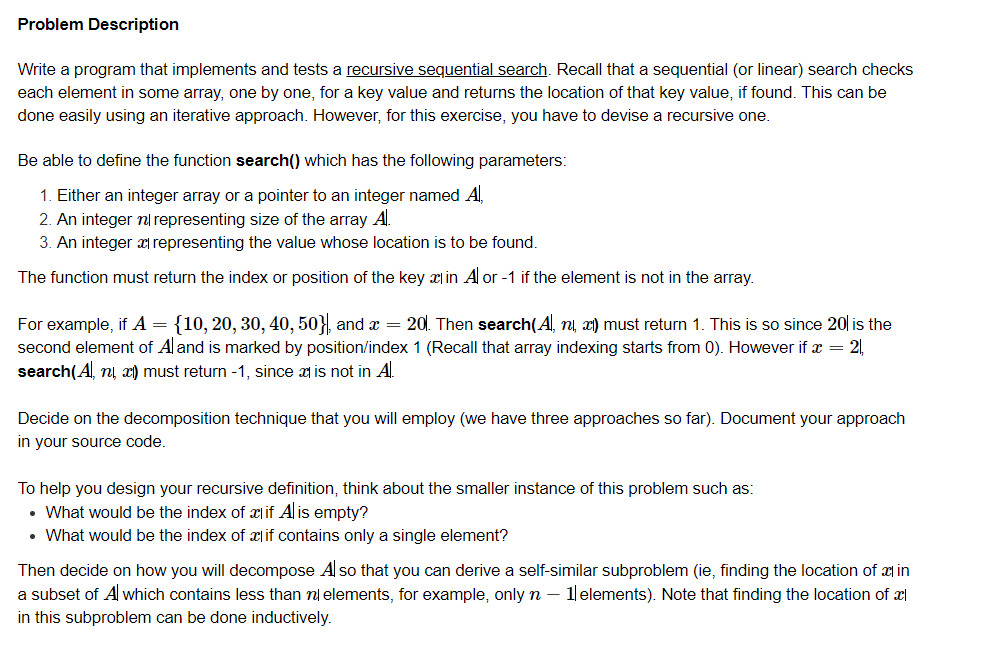 Problem Description
Write a program that implements and tests a recursive sequential search. Recall that a sequential (or linear) search checks
each element in some array, one by one, for a key value and returns the location of that key value, if found. This can be
done easily using an iterative approach. However, for this exercise, you have to devise a recursive one.
Be able to define the function search() which has the following parameters:
1. Either an integer array or a pointer to an integer named A,
2. An integer n representing size of the array A.
3. An integer x representing the value whose location is to be found.
The function must return the index or position of the key x in A or -1 if the element is not in the array.
For example, if A = {10, 20, 30, 40, 50}, and x = 20. Then search(A, n, x) must return 1. This is so since 20 is the
second element of A and is marked by position/index 1 (Recall that array indexing starts from 0). However if x = 2,
search(A, n, x) must return -1, since x is not in A.
Decide on the decomposition technique that you will employ (we have three approaches so far). Document your approach
in your source code.
To help you design your recursive definition, think about the smaller instance of this problem such as:
• What would be the index of x if A is empty?
• What would be the index of x if contains only a single element?
Then decide on how you will decompose A so that you can derive a self-similar subproblem (ie, finding the location of x in
a subset of A which contains less than n elements, for example, only n − 1 elements). Note that finding the location of x
in this subproblem can be done inductively.